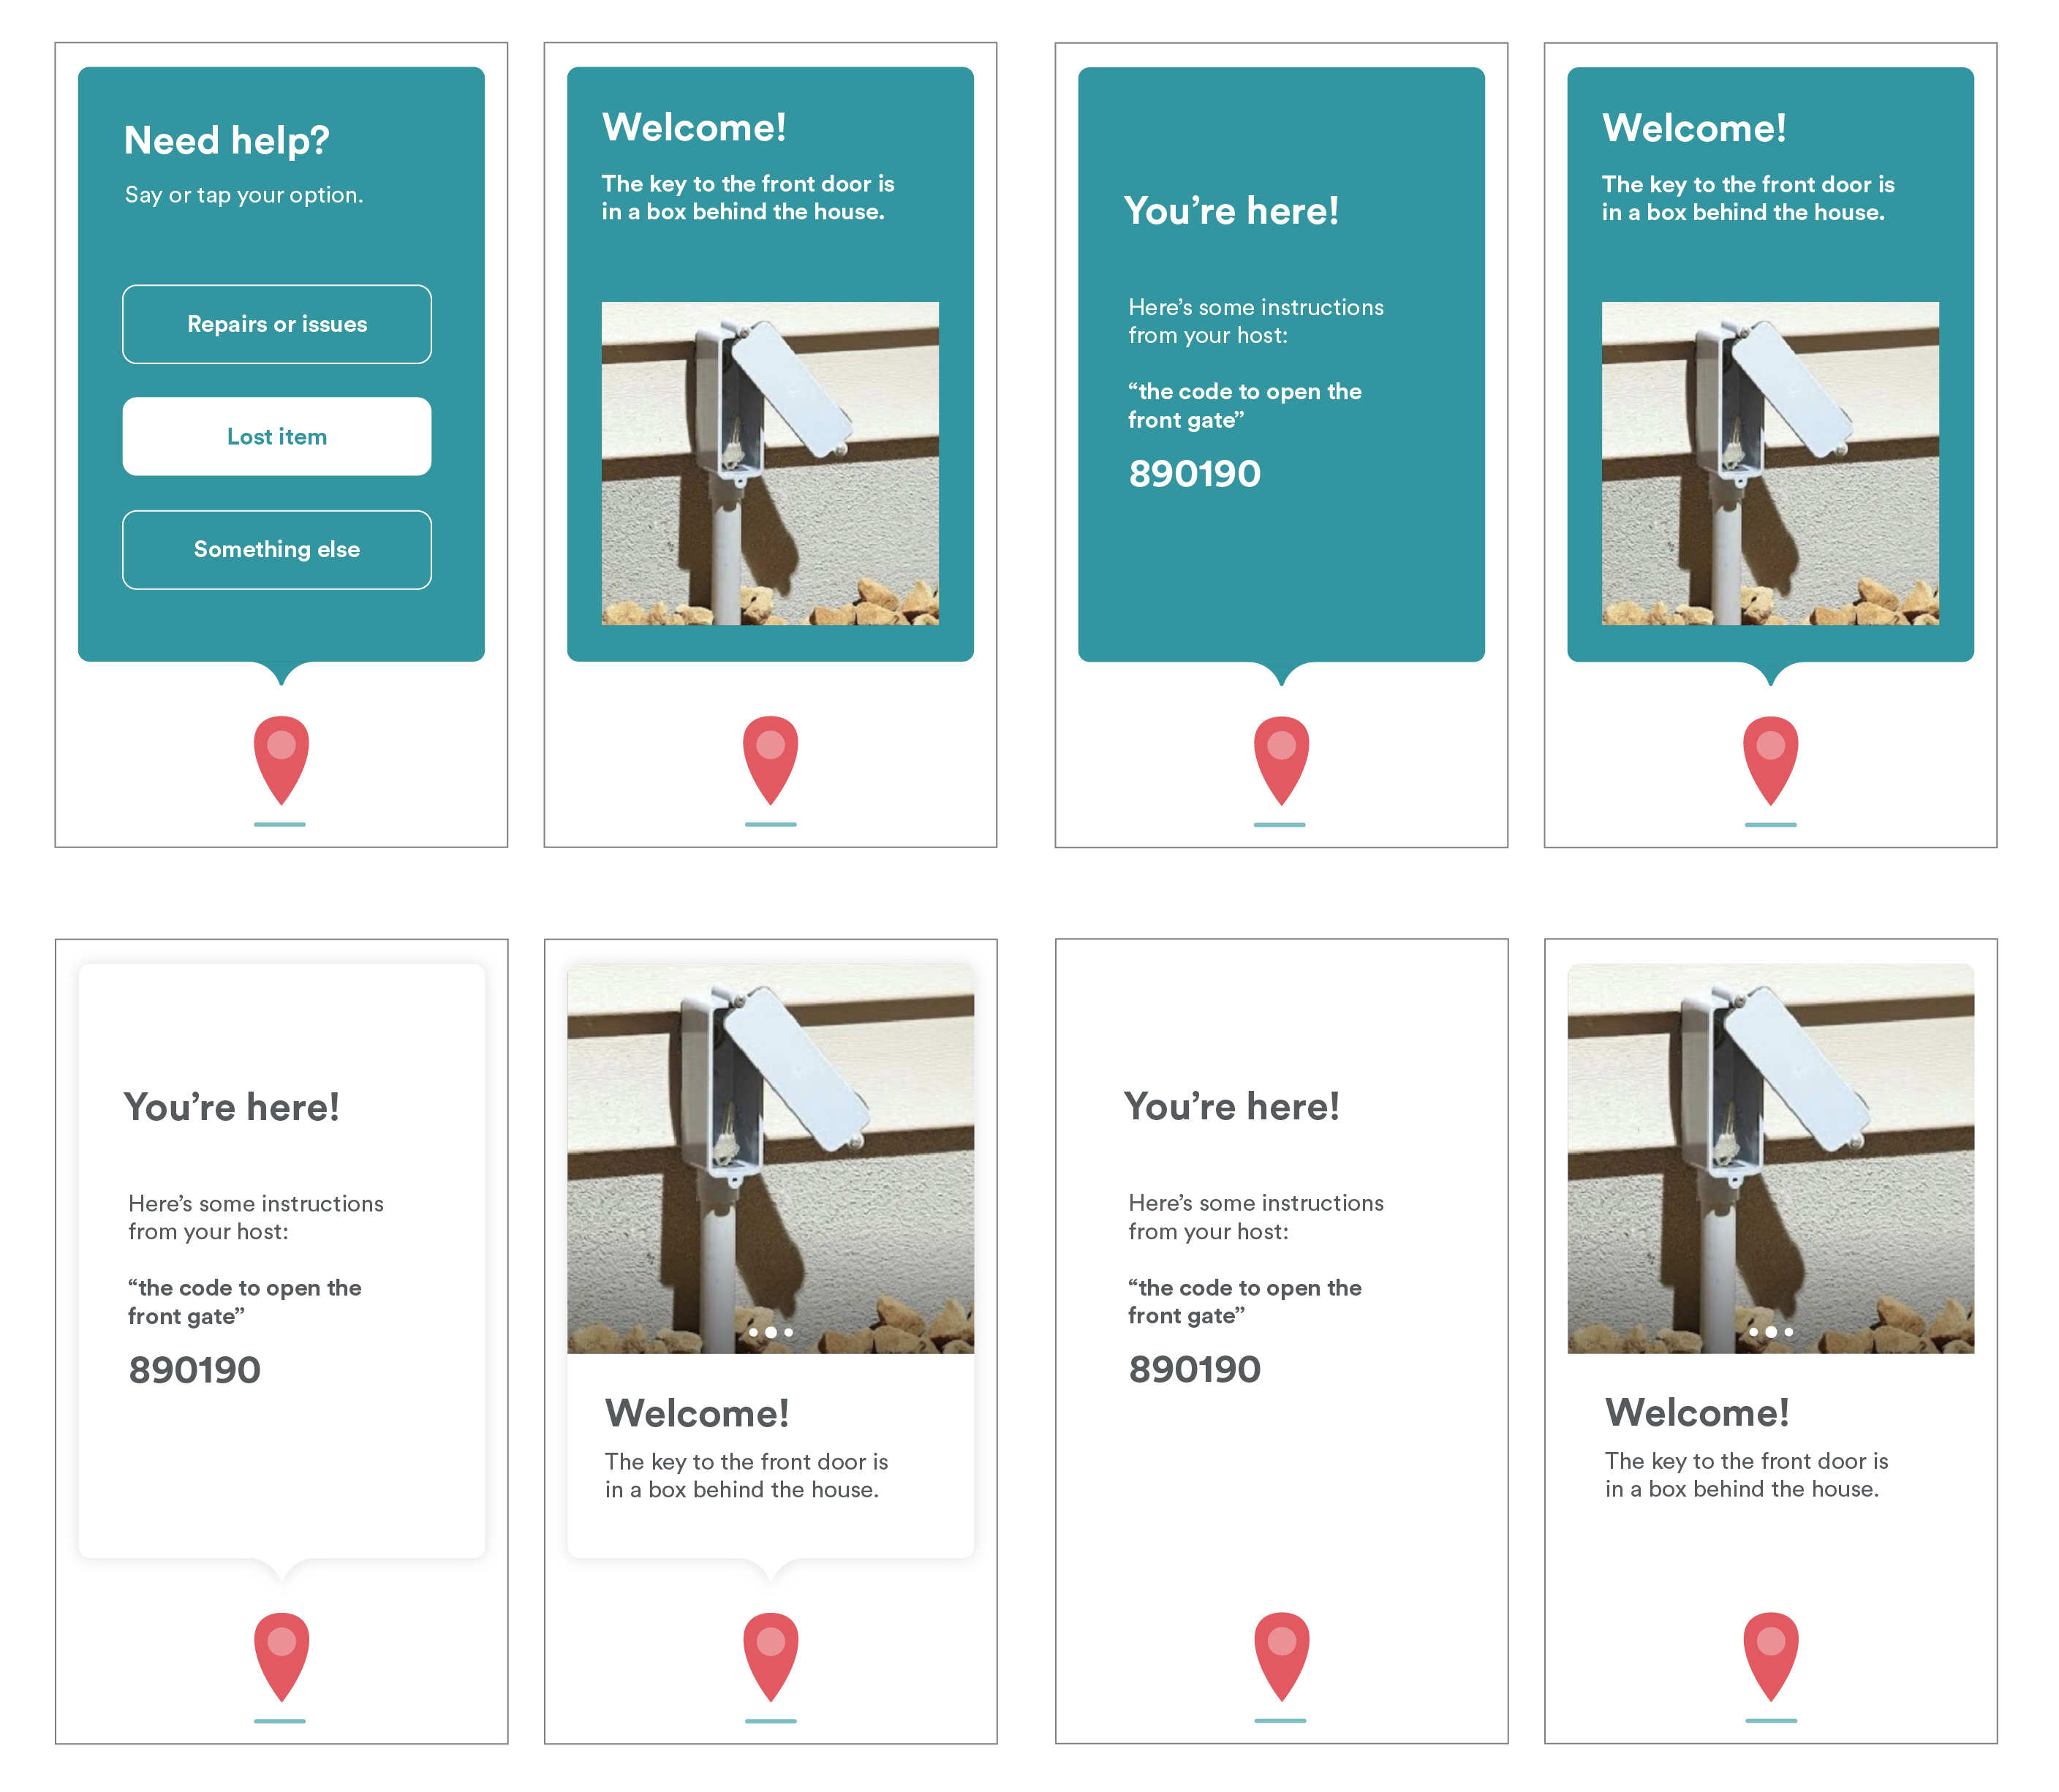 Need help?
Say or tap your option.
Repairs or issues
Lost item
Something else
Welcome!
The key to the front door is
in a box behind the house.
You’re here!
Here’s some instructions
from your host:
“the code to open the
front gate”
890190
Welcome!
The key to the front door is
in a box behind the house.
You’re here!
Here’s some instructions
from your host:
“the code to open the
front gate”
890190
Welcome!
The key to the front door is
in a box behind the house.
You’re here!
Here’s some instructions
from your host:
“the code to open the
front gate”
890190
Welcome!
The key to the front door is
in a box behind the house.